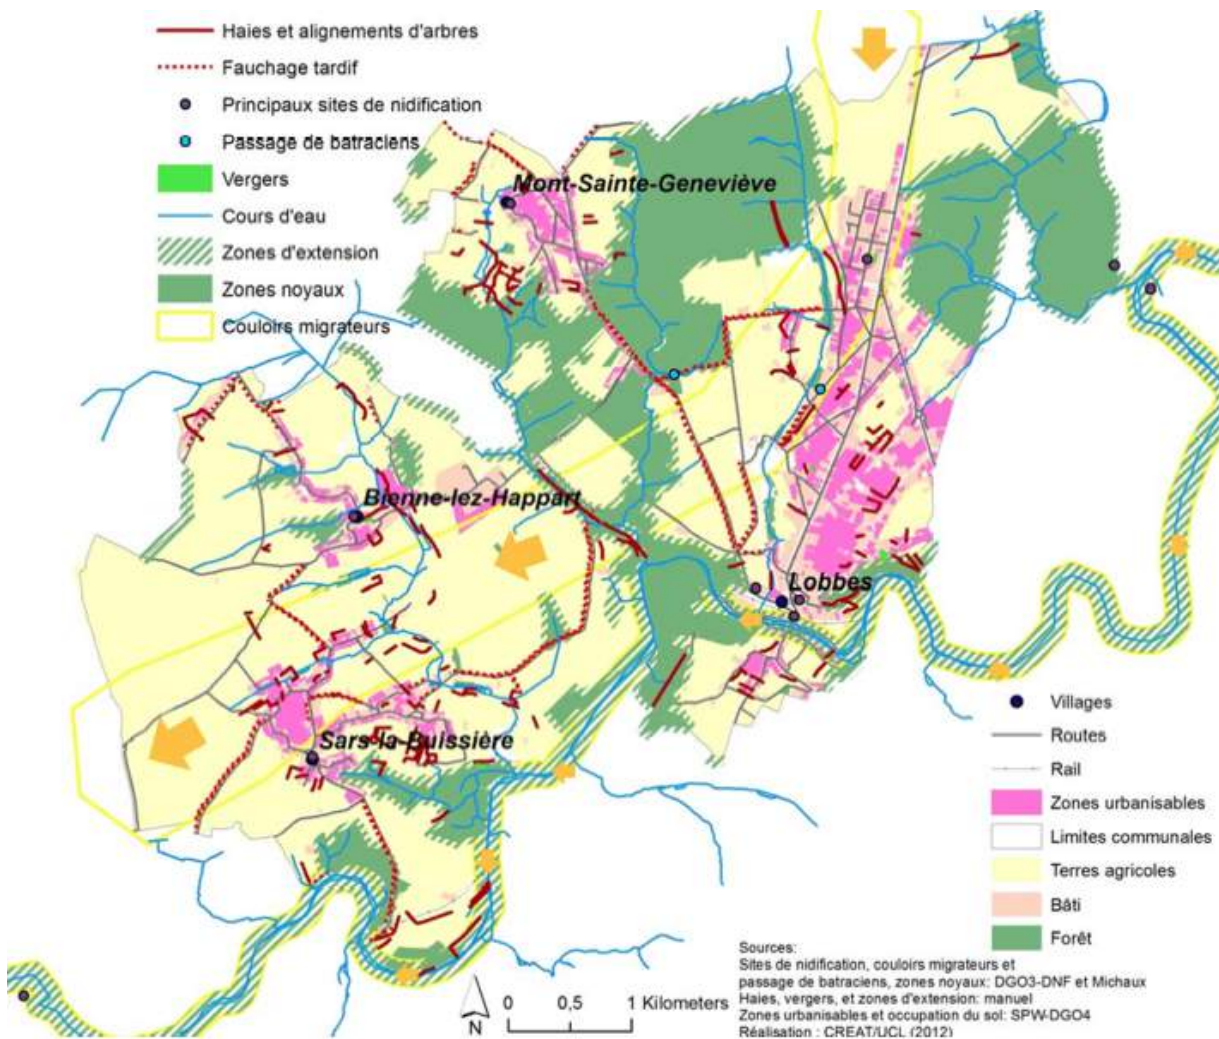 Haies et alignements d'arbres
Fauchage tardif
Principaux sites de nidification
Passage de batraciens
Vergers
Cours d'eau
Zones d'extension
Zones noyaux
Couloirs migrateurs
Mont-Sainte-Geneviève
Bienne-lez-Happart
Lobbes
Sars-la-Buissière
Villages
Routes
Rail
Zones urbanisables
Limites communales
Terres agricoles
Bâti
Forêt
N
0 0,5 1 Kilometers
Sources:
Sites de nidification, couloirs migrateurs et
passage de batraciens, zones noyaux: DGO3-DNF et Michaux
Haies, vergers, et zones d'extension: manuel
Zones urbanisables et occupation du sol: SPW-DGO4
Réalisation : CREAT/UCL (2012)